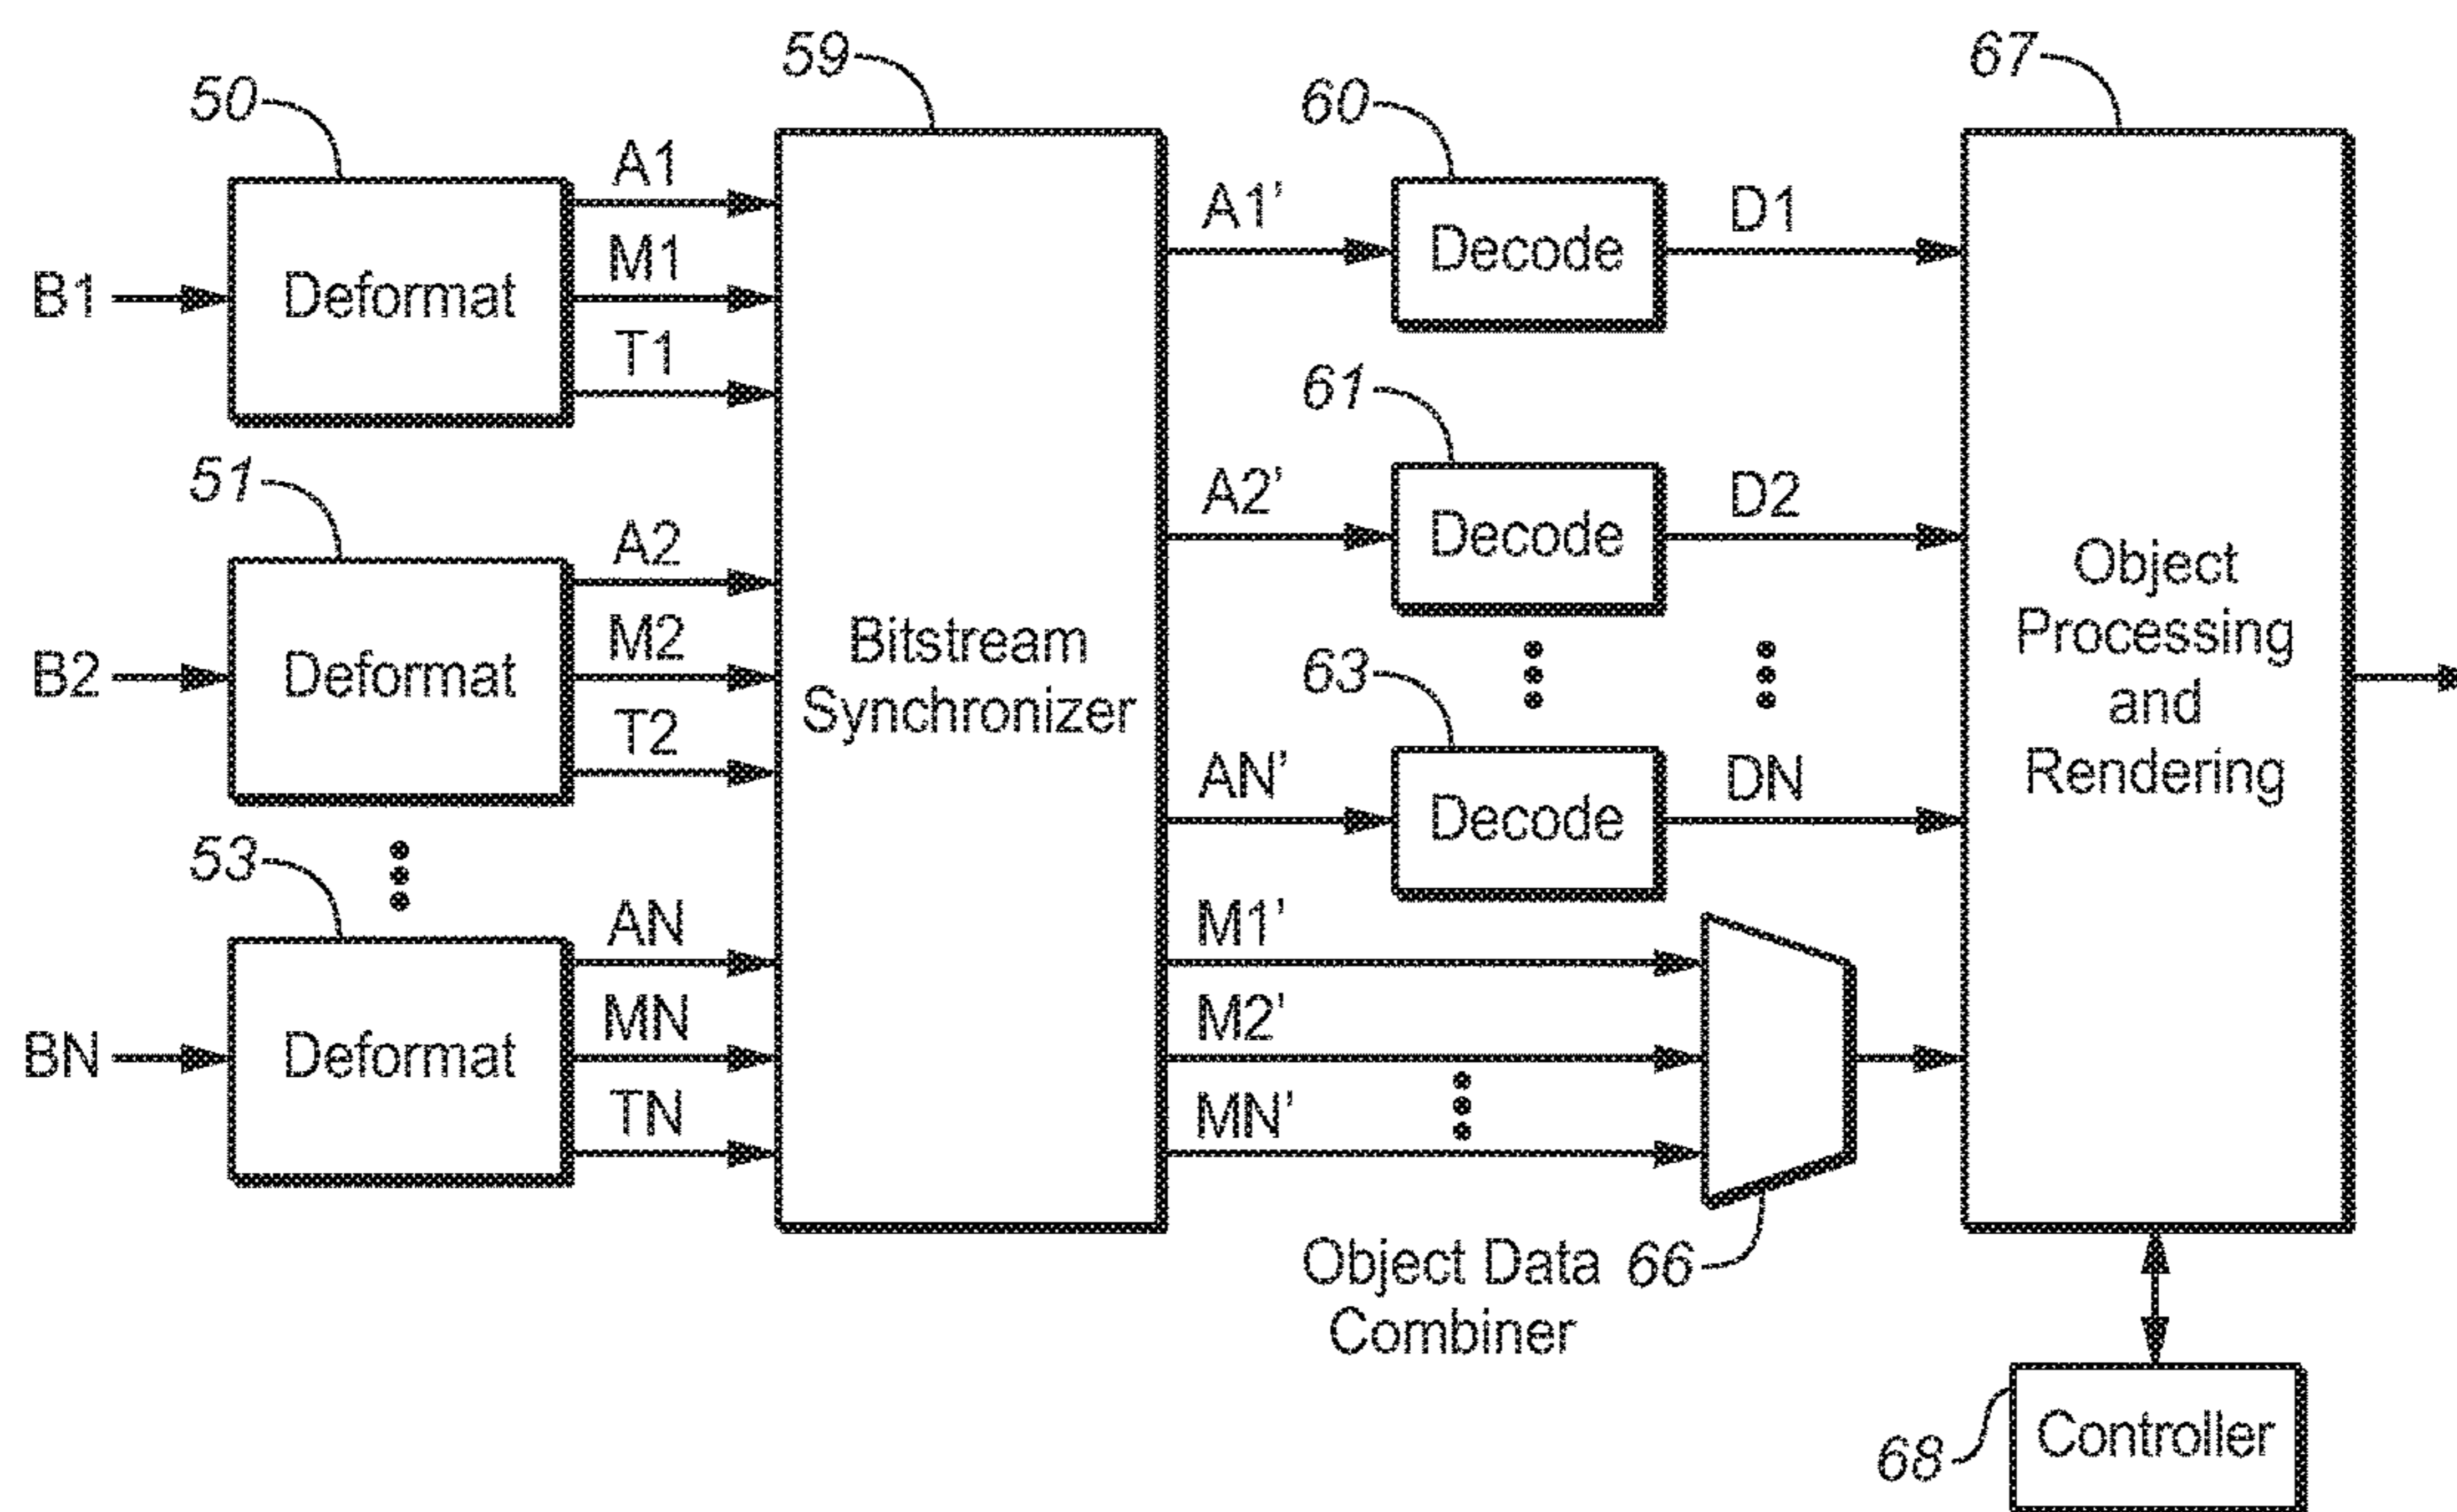 59
67
50
60
A1
A1'
D1
Decode
M1
B1
Deformat
T1
61
51
A2'
D2
A2
Decode
Object
Processing
and
Rendering
M2
Bitstream
Synchronizer
B2
Deformat
63
T2
AN'
DN
Decode
53
AN
M1'
MN
M2'
BN
Deformat
TN
MN'
Object Data 66
Combiner
Controller
68